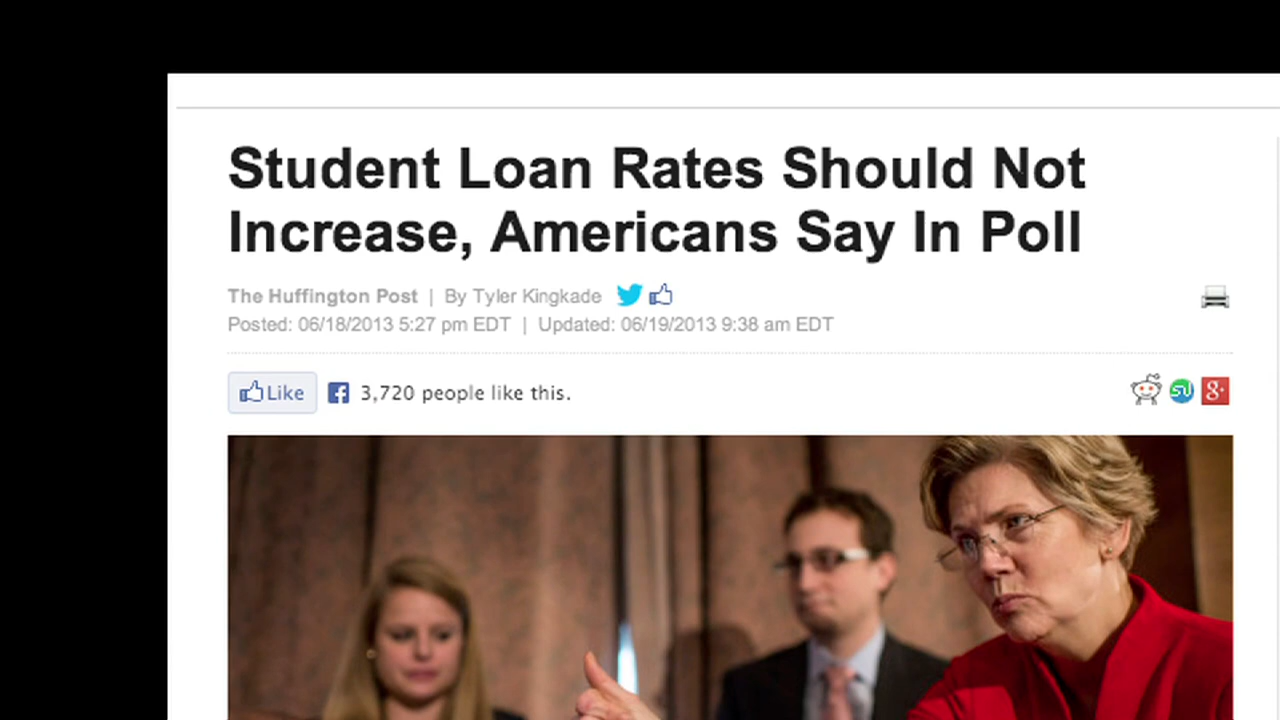 Student Loan Rates Should Not
Increase, Americans Say In Poll
The Huffington Post | By Tyler Kingkade
Posted: 06/18/2013 5:27 pm EDT | Updated: 06/19/2013 9:38 am EDT
Like 3,720 people like this.